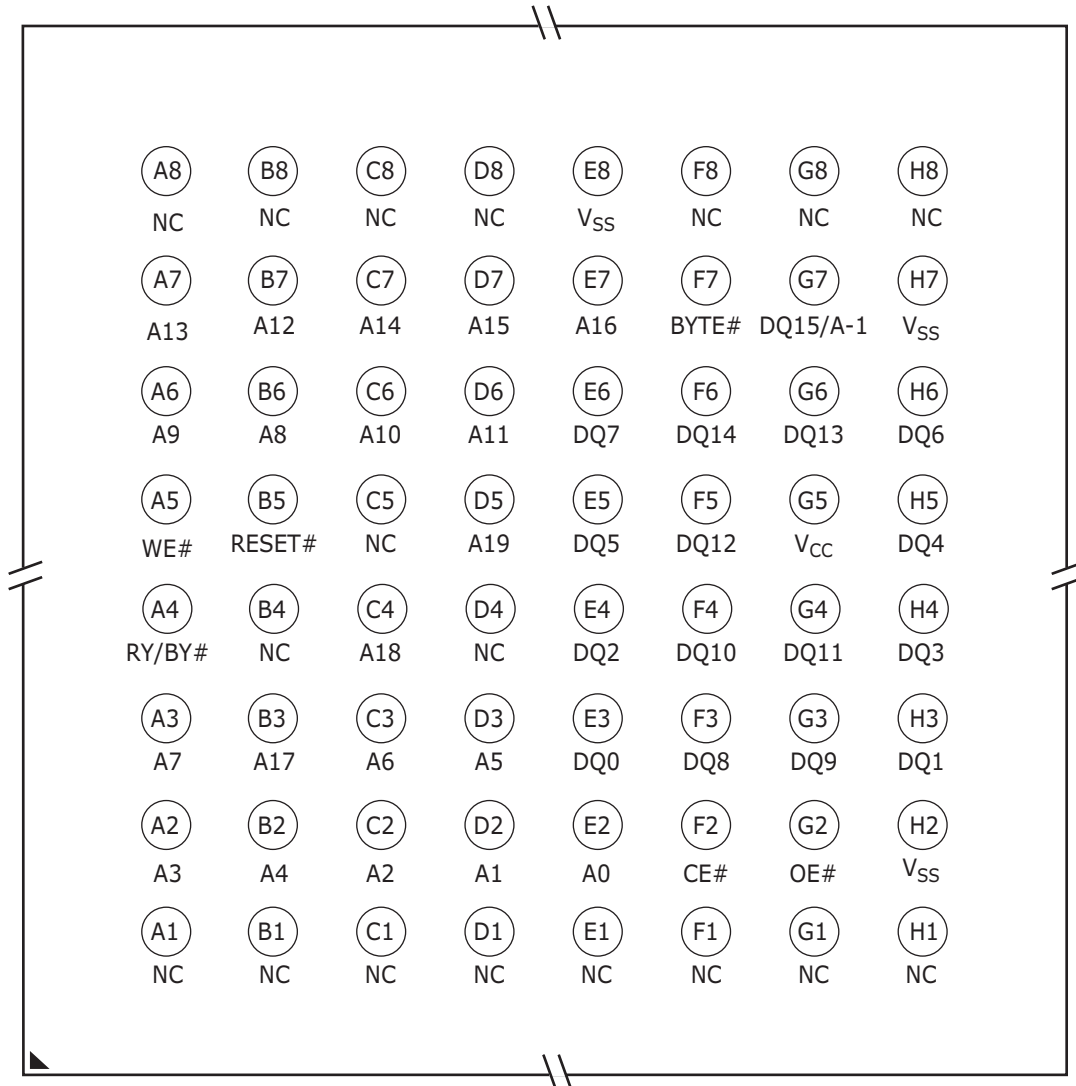 A8 B8 C8 D8 E8 F8 G8 H8
NC NC NC NC VSS NC NC NC
A7 B7 C7 D7 E7 F7 G7 H7
A13 A12 A14 A15 A16 BYTE# DQ15/A-1 VSS
A6 B6 C6 D6 E6 F6 G6 H6
A9 A8 A10 A11 DQ7 DQ14 DQ13 DQ6
A5 B5 C5 D5 E5 F5 G5 H5
WE# RESET# NC A19 DQ5 DQ12 VCC DQ4
A4 B4 C4 D4 E4 F4 G4 H4
RY/BY# NC A18 NC DQ2 DQ10 DQ11 DQ3
A3 B3 C3 D3 E3 F3 G3 H3
A7 A17 A6 A5 DQ0 DQ8 DQ9 DQ1
A2 B2 C2 D2 E2 F2 G2 H2
A3 A4 A2 A1 A0 CE# OE# VSS
A1 B1 C1 D1 E1 F1 G1 H1
NC NC NC NC NC NC NC NC